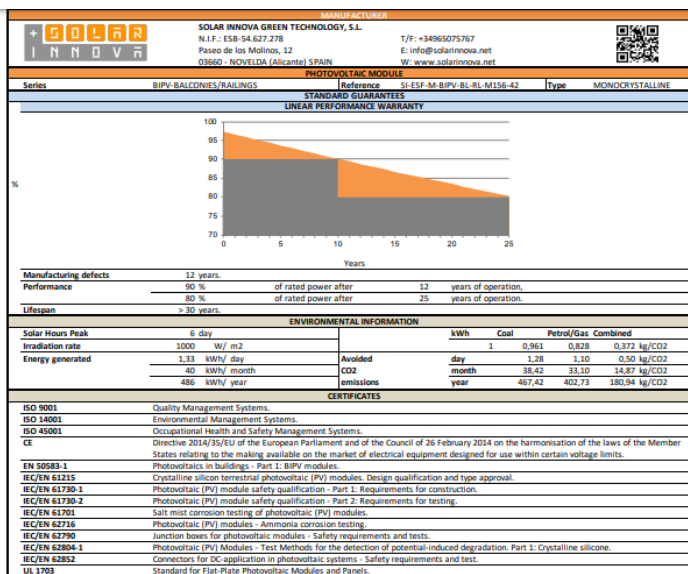 MANUFACTURER
+ SOLAR
INNOVA
SOLAR INNOVA GREEN TECHNOLOGY, S.L.
N.I.F.: ESB-54.627.278 T/F: +34965075767
Paseo de los Molinos, 12 E: info@solarinnova.net
03660 - NOVELDA (Alicante) SPAIN W: www.solarinnova.net
PHOTOVOLTAIC MODULE
Series BIPV-BALCONIES/RAILINGS Reference SI-ESF-M-BIPV-BL-RL-M156-42 Type MONOCRYSTALLINE
STANDARD GUARANTEES
LINEAR PERFORMANCE WARRANTY
100
95
90
85
80
75
70
%
0 5 10 15 20 25
Years
Manufacturing defects 12 years.
Performance 90 % of rated power after 12 years of operation,
80 % of rated power after 25 years of operation.
Lifespan > 30 years.
ENVIRONMENTAL INFORMATION
Solar Hours Peak 6 day kWh Coal Petrol/Gas Combined
Irradiation rate 1000 W/ m2 1 0,961 0,828 0,372 kg/CO2
Energy generated 1,33 kWh/ day Avoided day 1,28 1,10 0,50 kg/CO2
40 kWh/ month CO2 month 38,42 33,10 14,87 kg/CO2
486 kWh/ year emissions year 467,42 402,73 180,94 kg/CO2
CERTIFICATES
ISO 9001 Quality Management Systems.
ISO 14001 Environmental Management Systems.
ISO 45001 Occupational Health and Safety Management Systems.
CE Directive 2014/35/EU of the European Parliament and of the Council of 26 February 2014 on the harmonisation of the laws of the Member
States relating to the making available on the market of electrical equipment designed for use within certain voltage limits.
EN 50583-1 Photovoltaics in buildings - Part 1: BIPV modules.
IEC/EN 61215 Crystalline silicon terrestrial photovoltaic (PV) modules. Design qualification and type approval.
IEC/EN 61730-1 Photovoltaic (PV) module safety qualification - Part 1: Requirements for construction.
IEC/EN 61730-2 Photovoltaic (PV) module safety qualification - Part 2: Requirements for testing.
IEC/EN 61701 Salt mist corrosion testing of photovoltaic (PV) modules.
IEC/EN 62716 Photovoltaic (PV) modules - Ammonia corrosion testing.
IEC/EN 62790 Junction boxes for photovoltaic modules - Safety requirements and tests.
IEC/EN 62804-1 Photovoltaic (PV) Modules - Test Methods for the detection of potential-induced degradation. Part 1: Crystalline silicone.
IEC/EN 62852 Connectors for DC-application in photovoltaic systems - Safety requirements and test.
UL 1703 Standard for Flat-Plate Photovoltaic Modules and Panels.